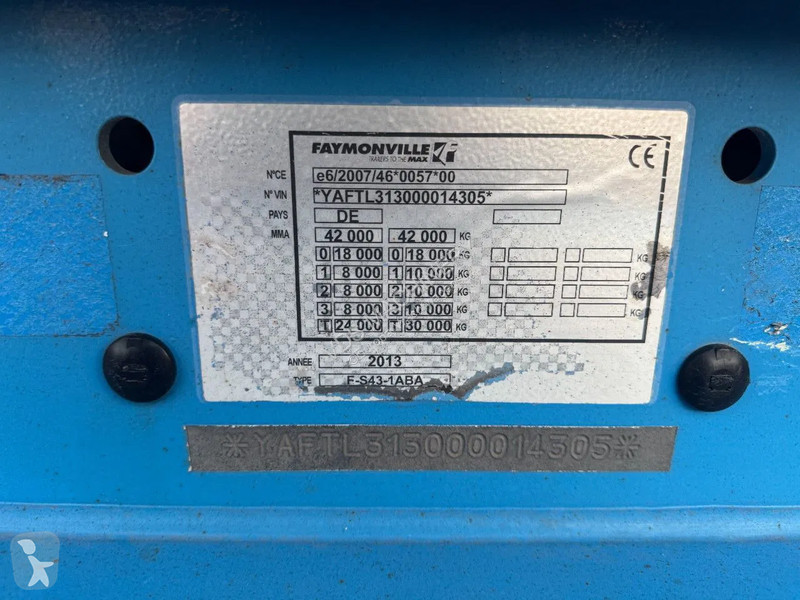 FAYMONVILLE
TRAILERS TO THE MAX
CE
N°CE e6/2007/46*0057*00
N° VIN *YAFTL313000014305*
PAYS DE
MMA 42 000 42 000 KG
0 18 000 0 18 000 KG
1 8 000 1 10 000 KG
2 8 000 2 10 000 KG
3 8 000 3 10 000 KG
T 24 000 T 30 000 KG
ANNÉE 2013
TYPE F-S43-1ABA
*YAFTL313000014305*